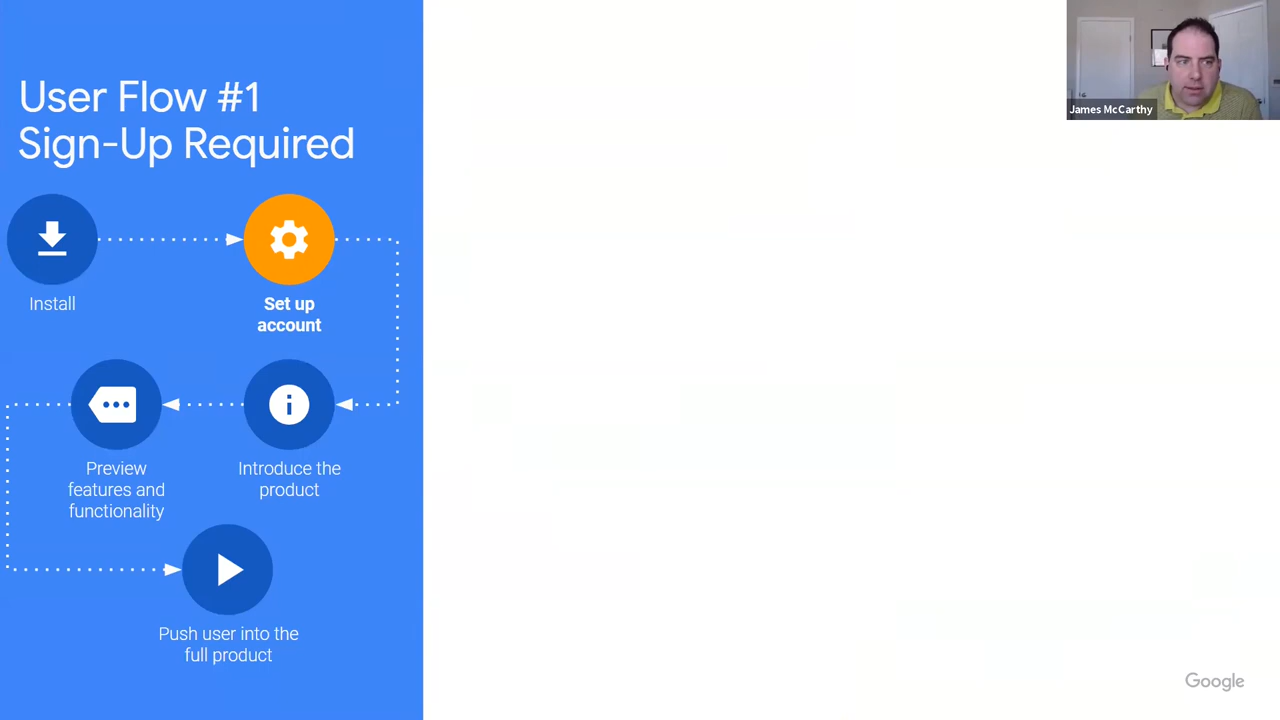 User Flow #1
Sign-Up Required
Install
Set up
account
Preview
features and
functionality
Introduce the
product
Push user into the
full product
James McCarthy
Google